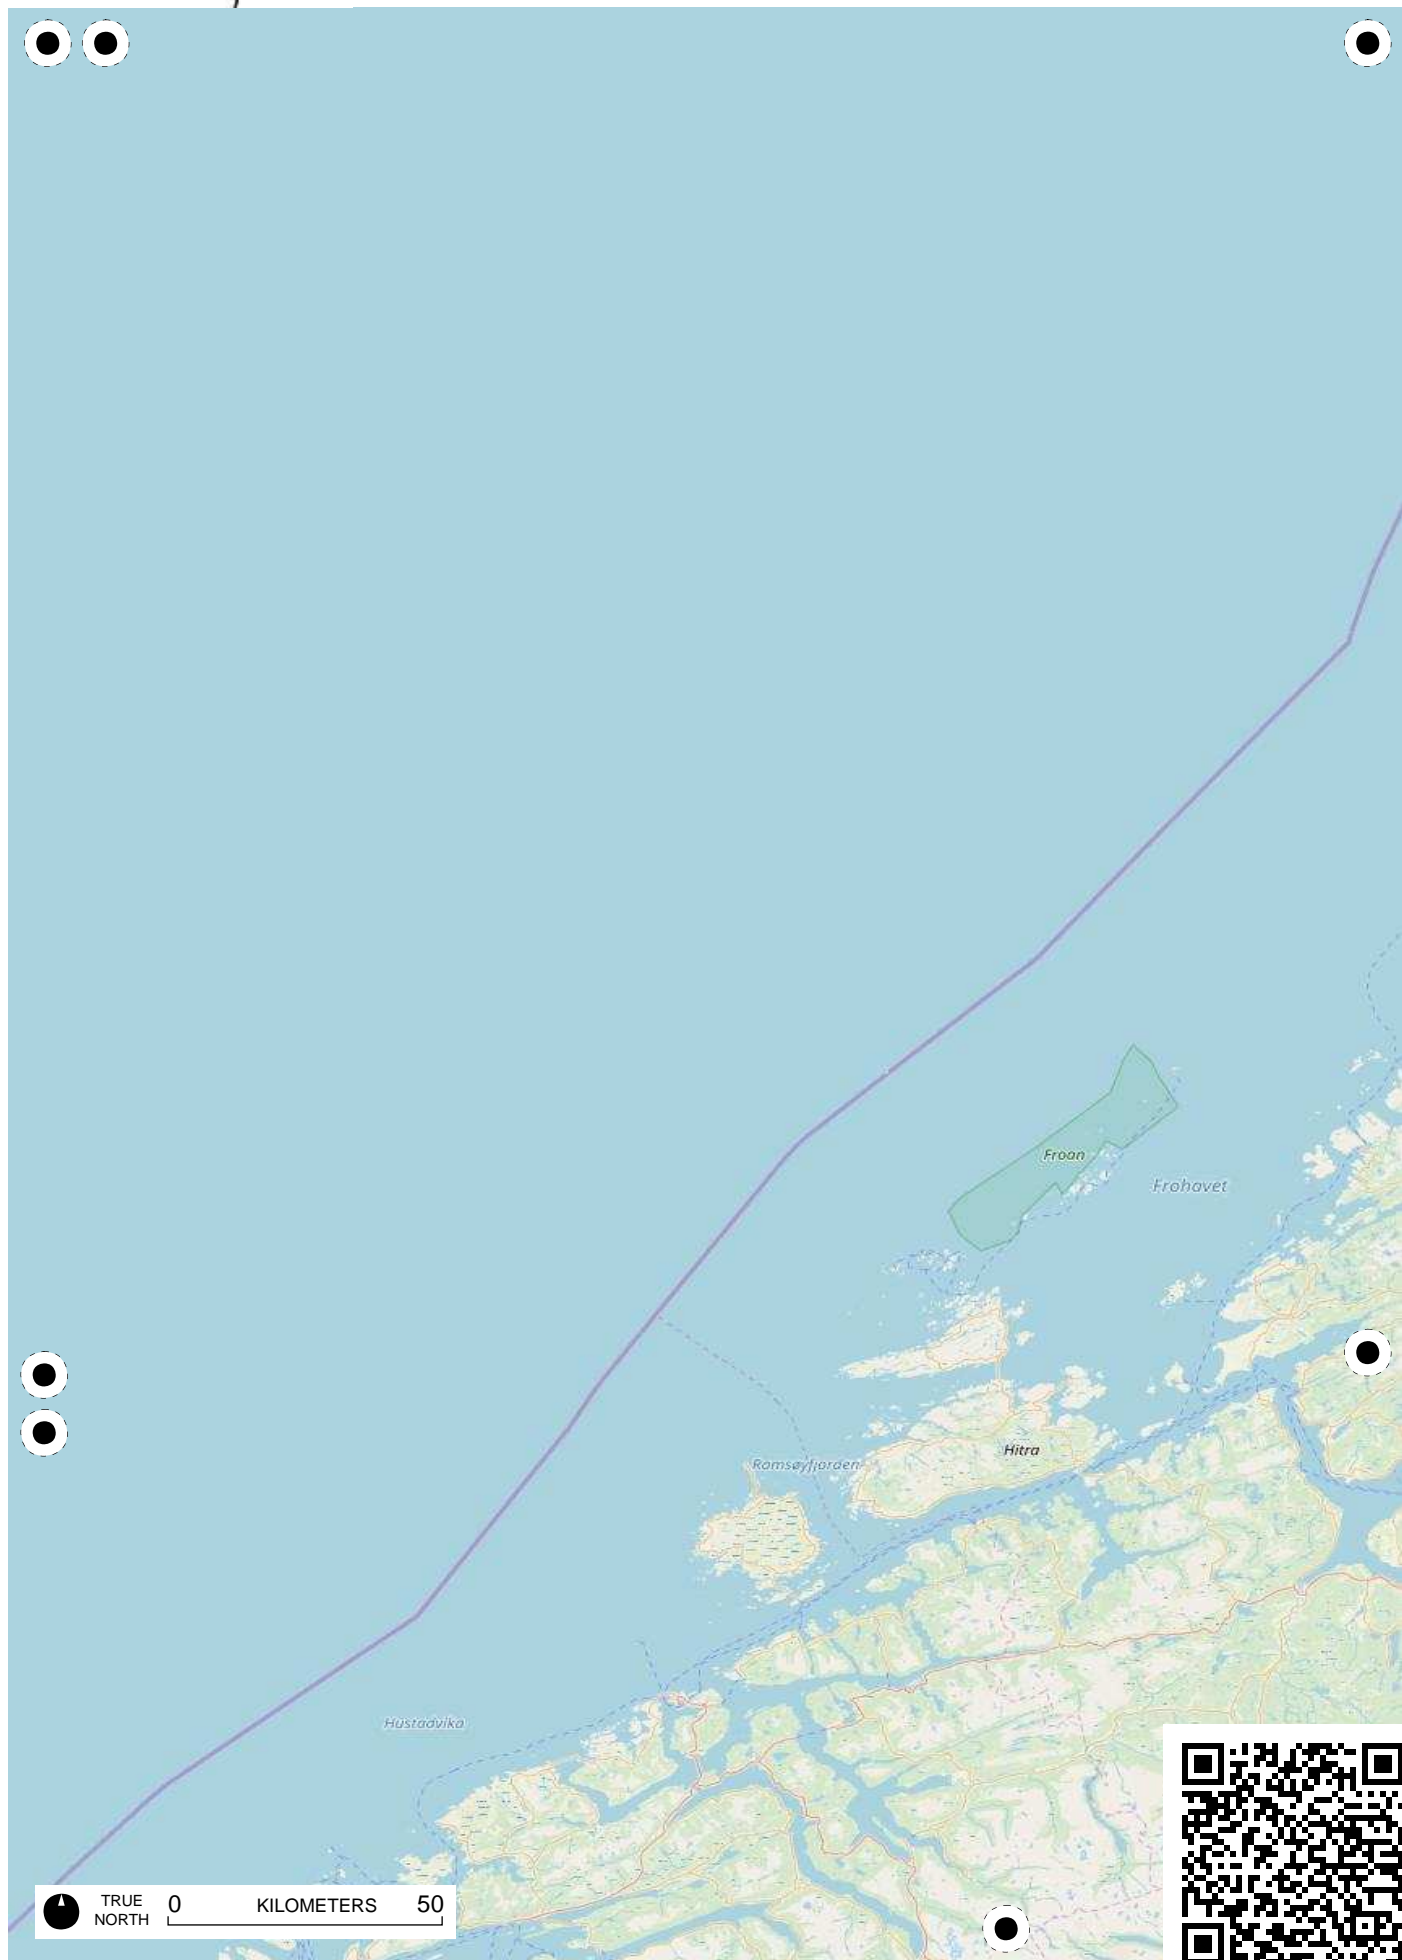 Froan
Frohavet
Hitra
Ramsøyfjorden
Hustadvika
TRUE
NORTH
0 KILOMETERS 50